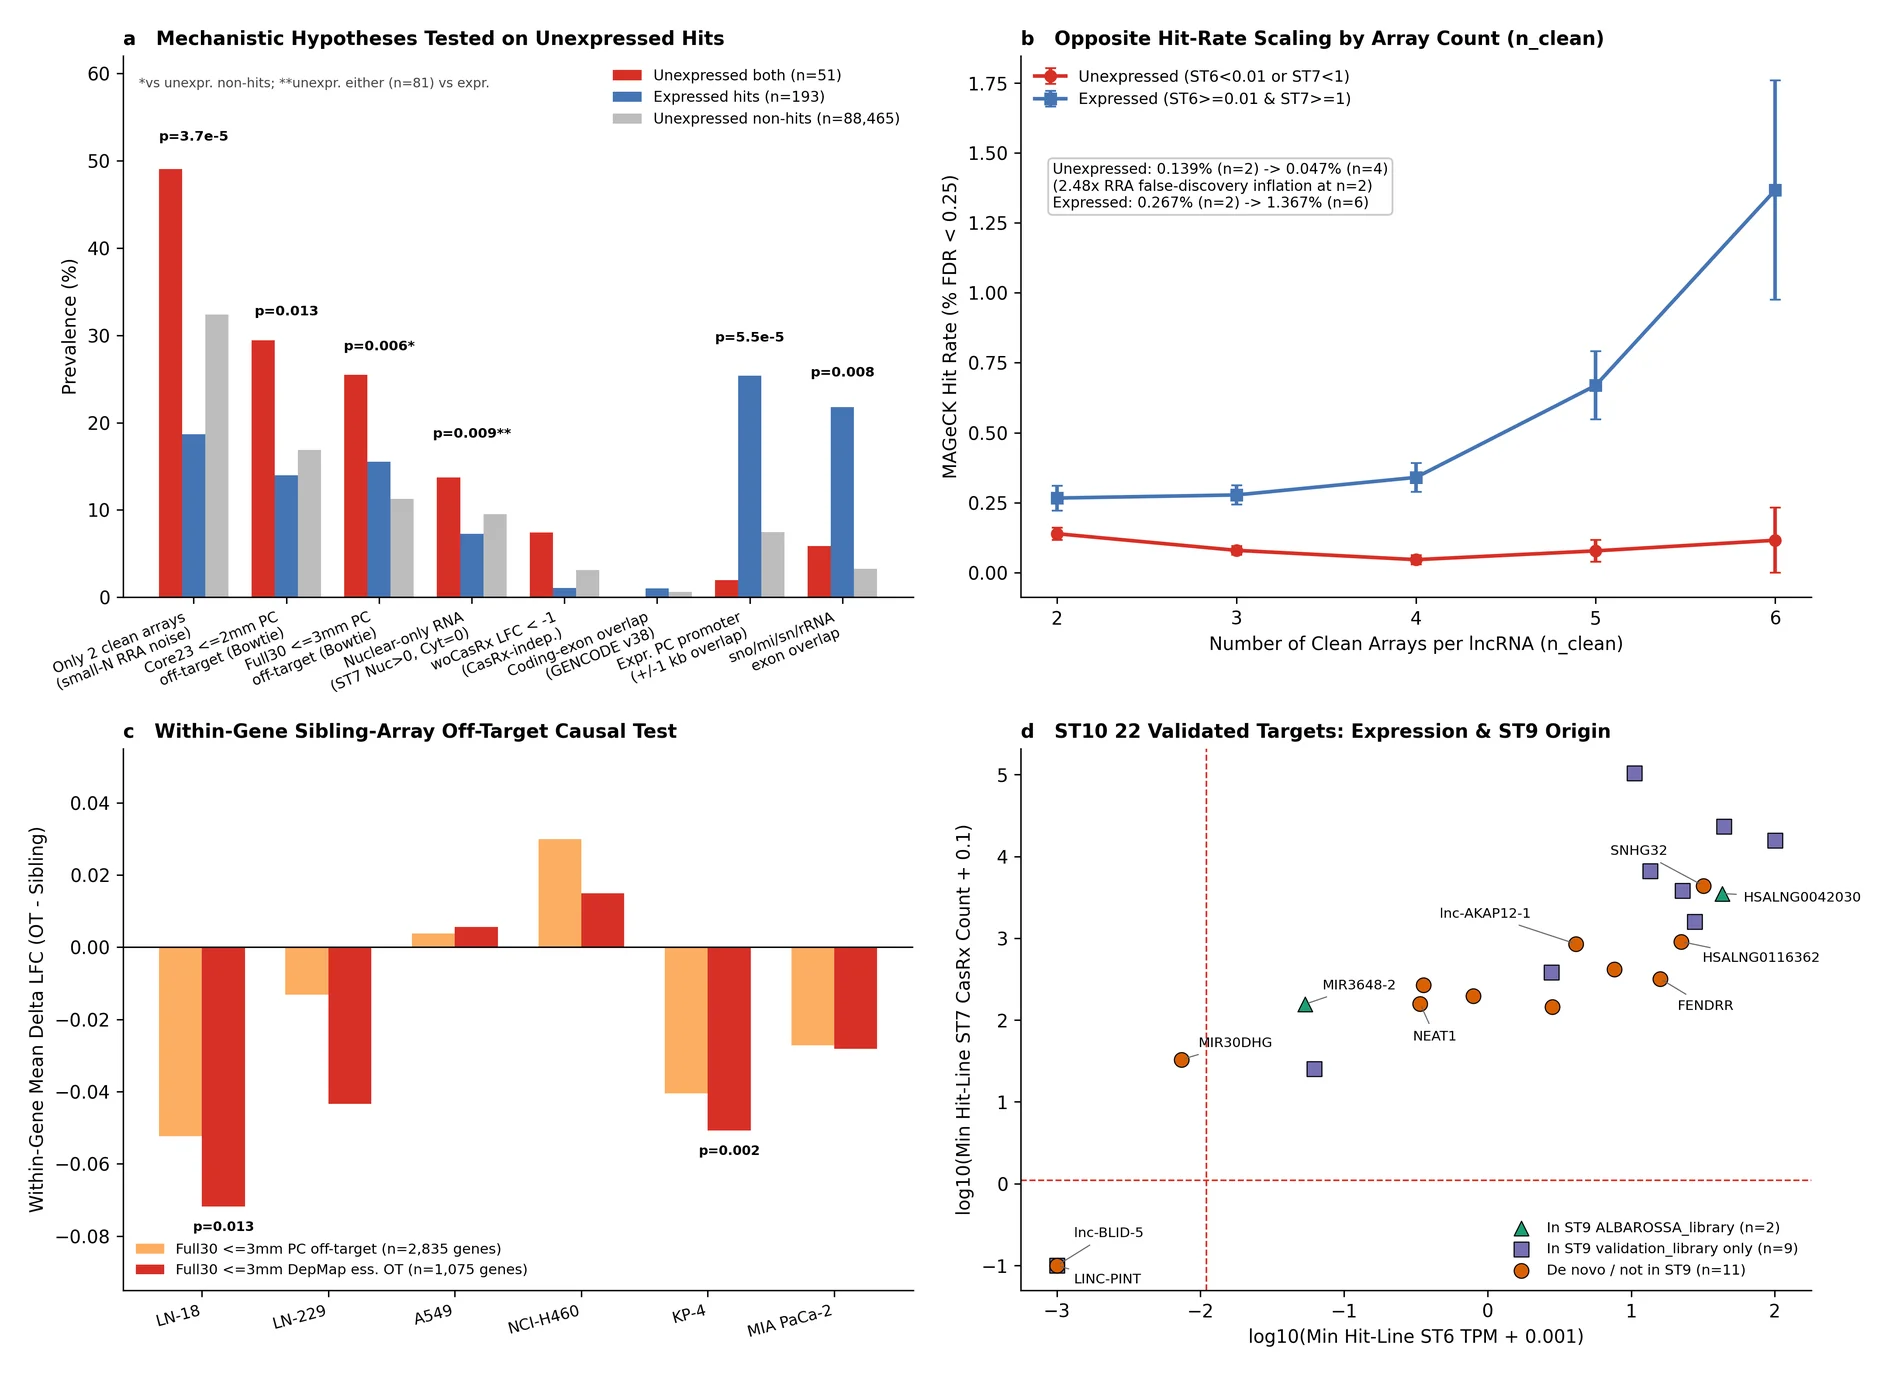 a Mechanistic Hypotheses Tested on Unexpressed Hits
*vs unexpr. non-hits; **unexpr. either (n=81) vs expr.
Unexpressed both (n=51)
Expressed hits (n=193)
Unexpressed non-hits (n=88,465)
Prevalence (%)
60
50
40
30
20
10
0
p=3.7e-5
p=0.013
p=0.006*
p=0.009**
p=5.5e-5
p=0.008
Only 2 clean arrays
(small-N RRA noise)
Core23 <=2mm PC
off-target (Bowtie)
Full30 <=3mm PC
off-target (Bowtie)
Nuclear-only RNA
(ST7 Nuc>0, Cyt=0)
woCasRx LFC < -1
(CasRx-indep.)
Coding-exon overlap
(GENCODE v38)
Expr. PC promoter
(+/-1 kb overlap)
sno/mi/sn/rRNA
exon overlap
b Opposite Hit-Rate Scaling by Array Count (n_clean)
Unexpressed (ST6<0.01 or ST7<1)
Expressed (ST6>=0.01 & ST7>=1)
Unexpressed: 0.139% (n=2) -> 0.047% (n=4)
(2.48x RRA false-discovery inflation at n=2)
Expressed: 0.267% (n=2) -> 1.367% (n=6)
MAGeCK Hit Rate (% FDR < 0.25)
1.75
1.50
1.25
1.00
0.75
0.50
0.25
0.00
2 3 4 5 6
Number of Clean Arrays per lncRNA (n_clean)
c Within-Gene Sibling-Array Off-Target Causal Test
Within-Gene Mean Delta LFC (OT - Sibling)
0.04
0.02
0.00
−0.02
−0.04
−0.06
−0.08
p=0.013
p=0.002
Full30 <=3mm PC off-target (n=2,835 genes)
Full30 <=3mm DepMap ess. OT (n=1,075 genes)
LN-18
LN-229
A549
NCI-H460
KP-4
MIA PaCa-2
d ST10 22 Validated Targets: Expression & ST9 Origin
log10(Min Hit-Line ST7 CasRx Count + 0.1)
5
4
3
2
1
0
−1
SNHG32
HSALNG0042030
lnc-AKAP12-1
HSALNG0116362
MIR3648-2
FENDRR
NEAT1
MIR30DHG
lnc-BLID-5
LINC-PINT
In ST9 ALBAROSSA_library (n=2)
In ST9 validation_library only (n=9)
De novo / not in ST9 (n=11)
−3 −2 −1 0 1 2
log10(Min Hit-Line ST6 TPM + 0.001)